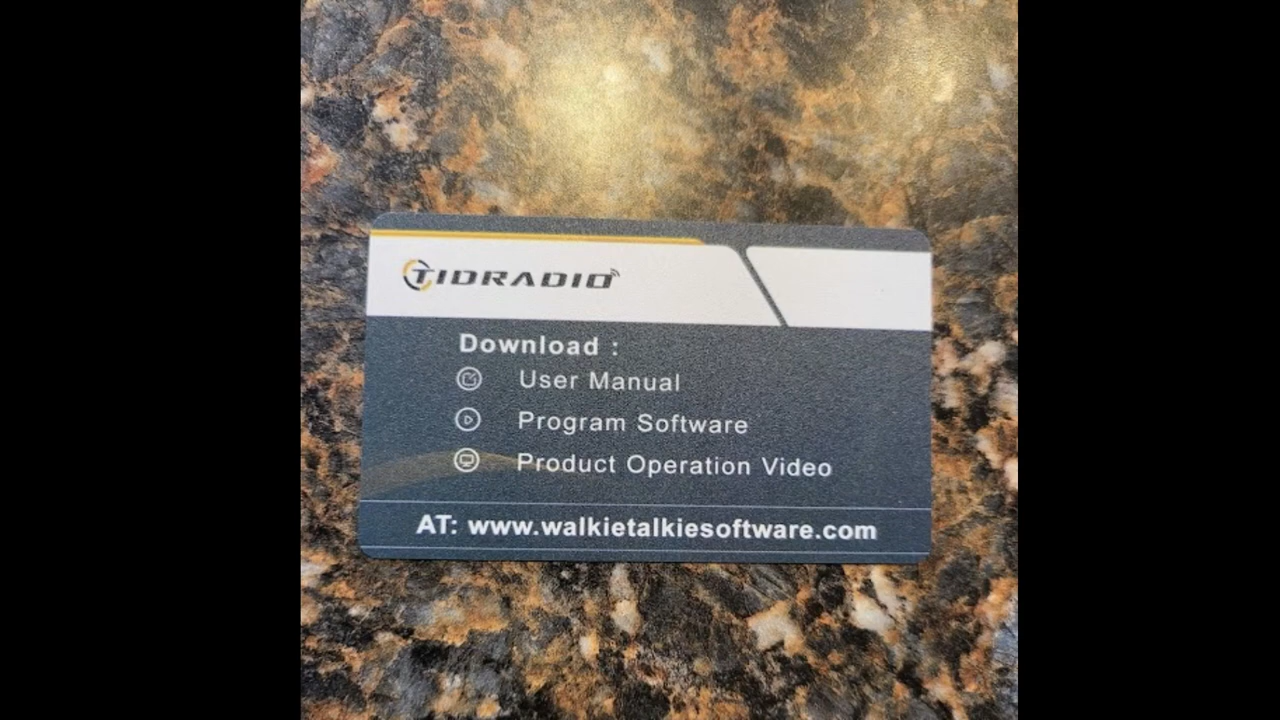 TIDRADIO
Download :
User Manual
Program Software
Product Operation Video
AT: www.walkietalkiesoftware.com